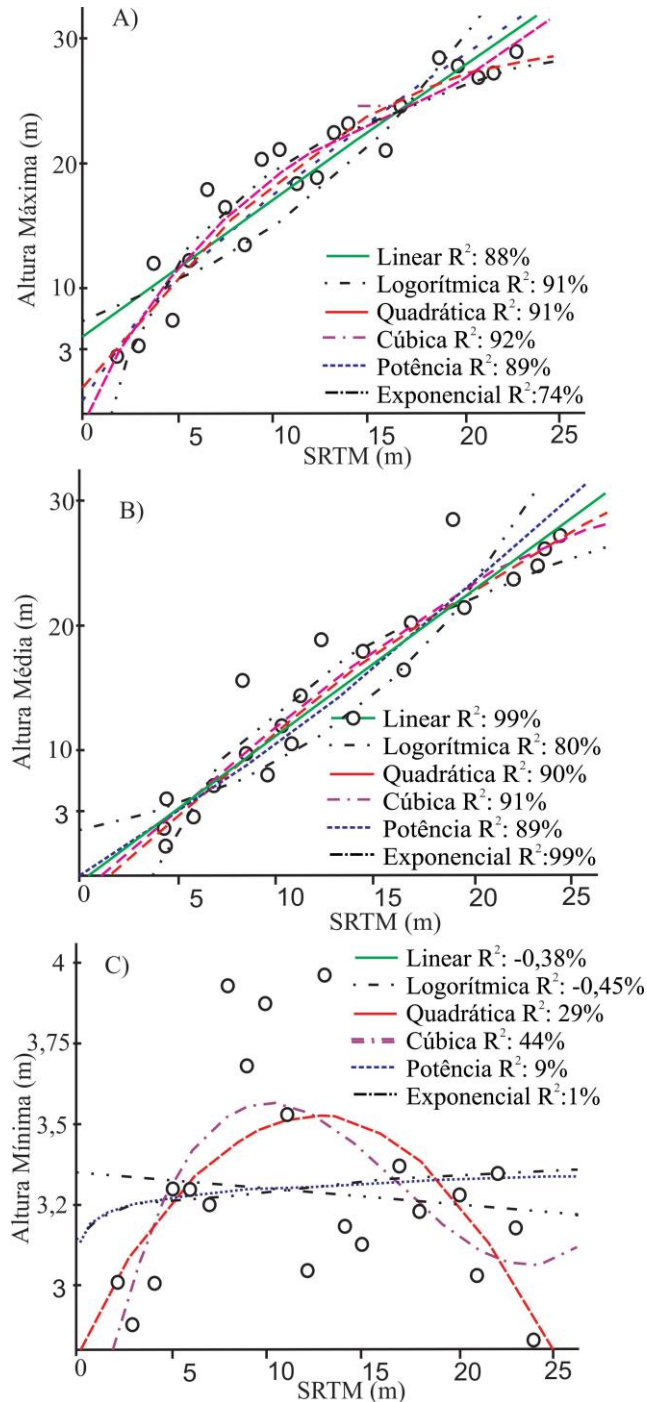 A)
Altura Máxima (m)
30
20
10
3
Linear R²: 88%
Logorítmica R²: 91%
Quadrática R²: 91%
Cúbica R²: 92%
Potência R²: 89%
Exponencial R²:74%
0 5 10 15 20 25
SRTM (m)
B)
Altura Média (m)
30
20
10
3
Linear R²: 99%
Logorítmica R²: 80%
Quadrática R²: 90%
Cúbica R²: 91%
Potência R²: 89%
Exponencial R²:99%
0 5 10 15 20 25
SRTM (m)
C)
Altura Mínima (m)
4
3,75
3,5
3,2
3
Linear R²: -0,38%
Logorítmica R²: -0,45%
Quadrática R²: 29%
Cúbica R²: 44%
Potência R²: 9%
Exponencial R²:1%
0 5 10 15 20 25
SRTM (m)